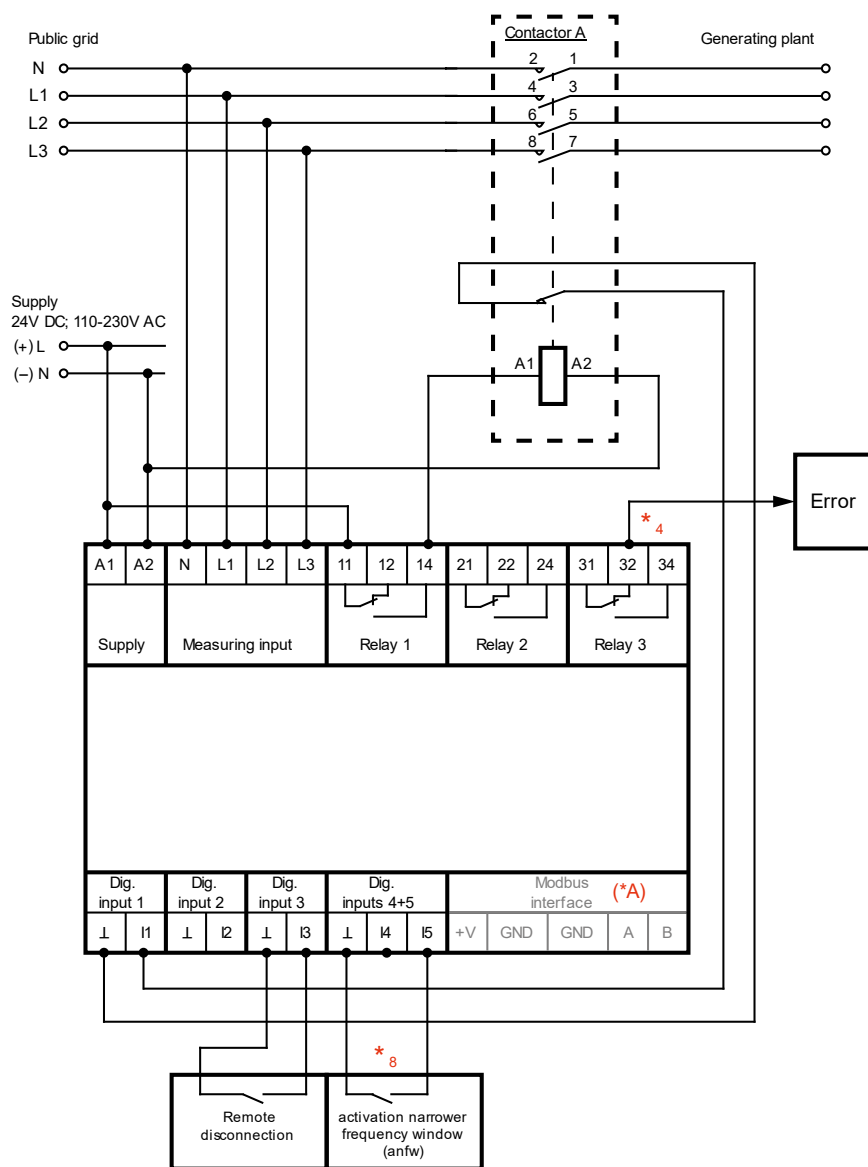 Public grid
Contactor A
Generating plant
N
2
1
L1
4
3
L2
6
5
L3
8
7
Supply
24V DC; 110-230V AC
(+) L
(−) N
A1
A2
Error
*4
A1
A2
N
L1
L2
L3
11
12
14
21
22
24
31
32
34
Supply
Measuring input
Relay 1
Relay 2
Relay 3
Dig.
input 1
Dig.
input 2
Dig.
input 3
Dig.
inputs 4+5
Modbus
interface
(*A)
⊥
I1
⊥
I2
⊥
I3
⊥
I4
I5
+V
GND
GND
A
B
*8
Remote
disconnection
activation narrower
frequency window
(anfw)